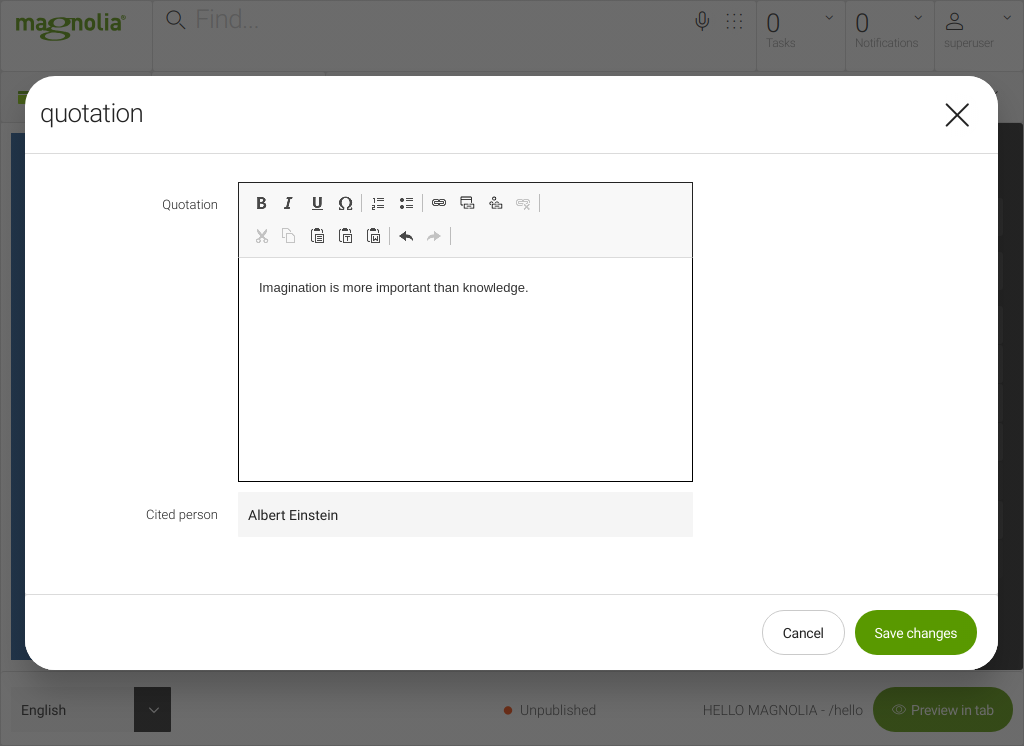 magnolia®
Find...
0
Tasks
0
Notifications
superuser
quotation
Quotation
B I U Ω
Imagination is more important than knowledge.
Cited person
Albert Einstein
Cancel
Save changes
English
Unpublished
HELLO MAGNOLIA - /hello
Preview in tab